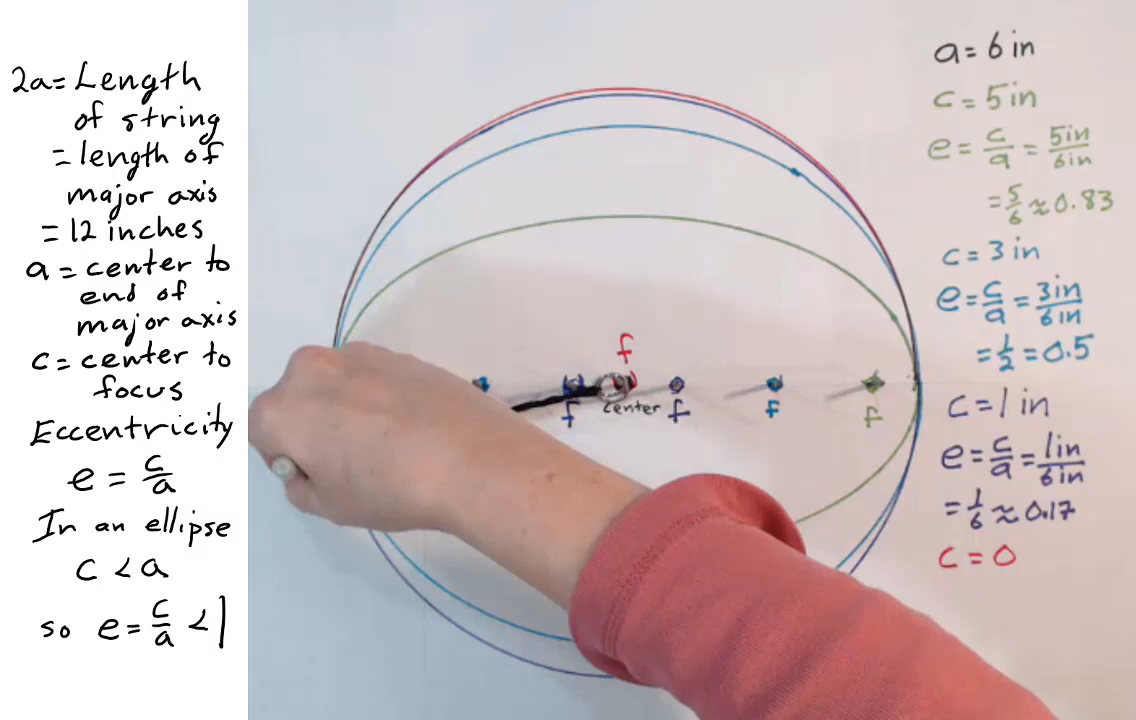 2a = Length
of string
= length of
major axis
= 12 inches
a = center to
end of
major axis
c = center to
focus
Eccentricity
e = c/a
In an ellipse
c < a
so e = c/a < 1
f
center
f
f
f
f
a = 6 in
c = 5 in
e = c/a = 5in/6in
= 5/6 ≈ 0.83
c = 3 in
e = c/a = 3in/6in
= 1/2 = 0.5
c = 1 in
e = c/a = 1in/6in
= 1/6 ≈ 0.17
c = 0